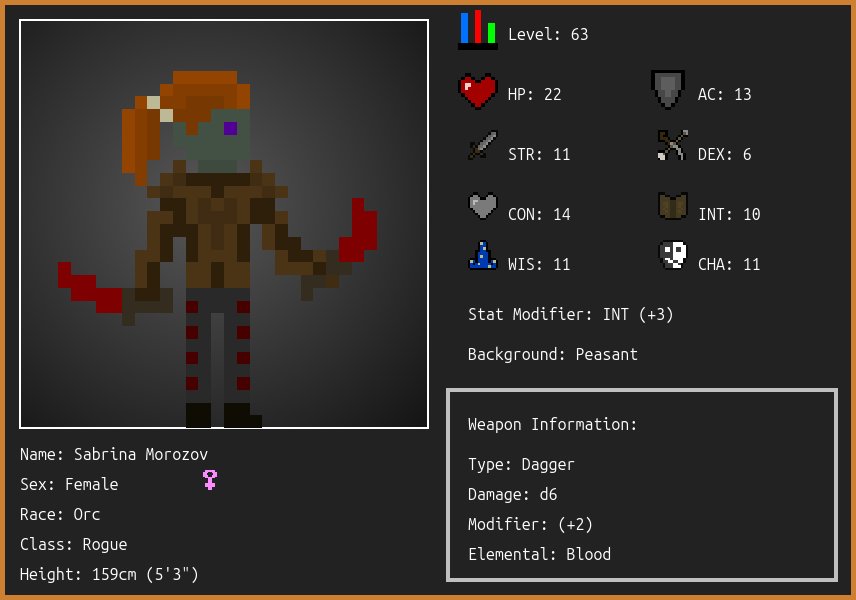 Level: 63
HP: 22
AC: 13
STR: 11
DEX: 6
CON: 14
INT: 10
WIS: 11
CHA: 11
Stat Modifier: INT (+3)
Background: Peasant
Weapon Information:
Type: Dagger
Damage: d6
Modifier: (+2)
Elemental: Blood
Name: Sabrina Morozov
Sex: Female
Race: Orc
Class: Rogue
Height: 159cm (5'3")